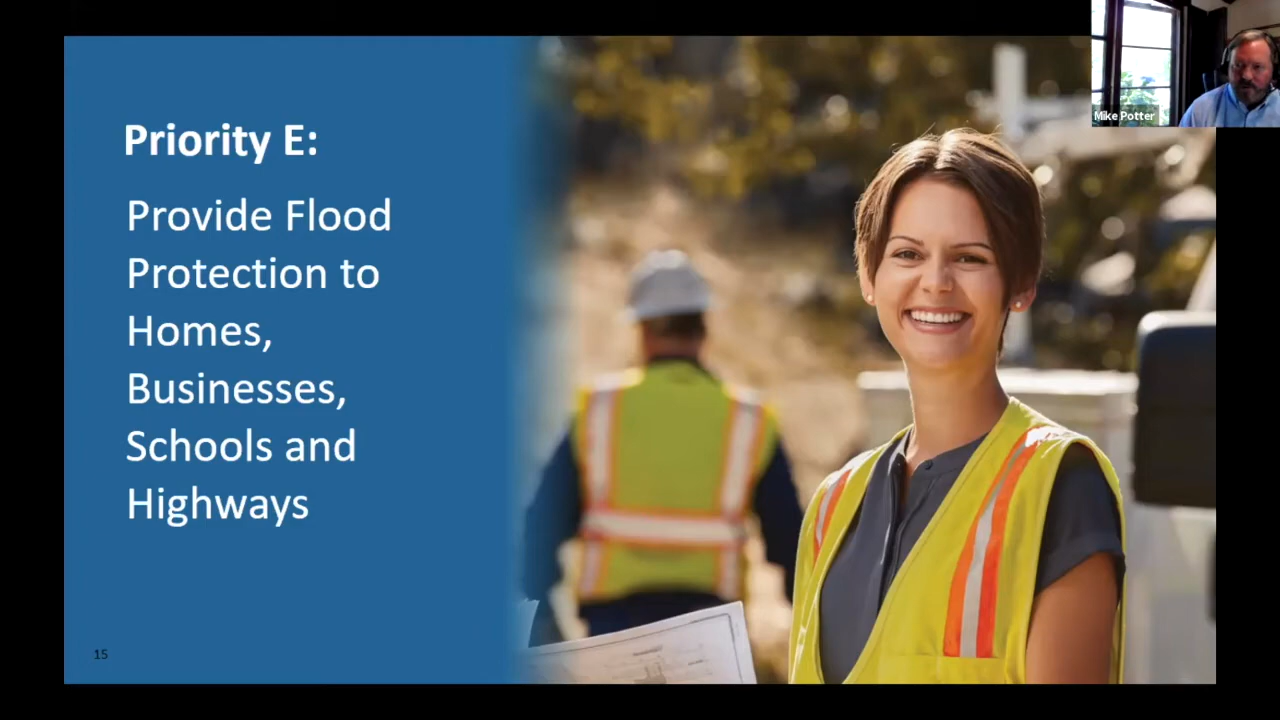 Mike Potter
Priority E:
Provide Flood
Protection to
Homes,
Businesses,
Schools and
Highways
15